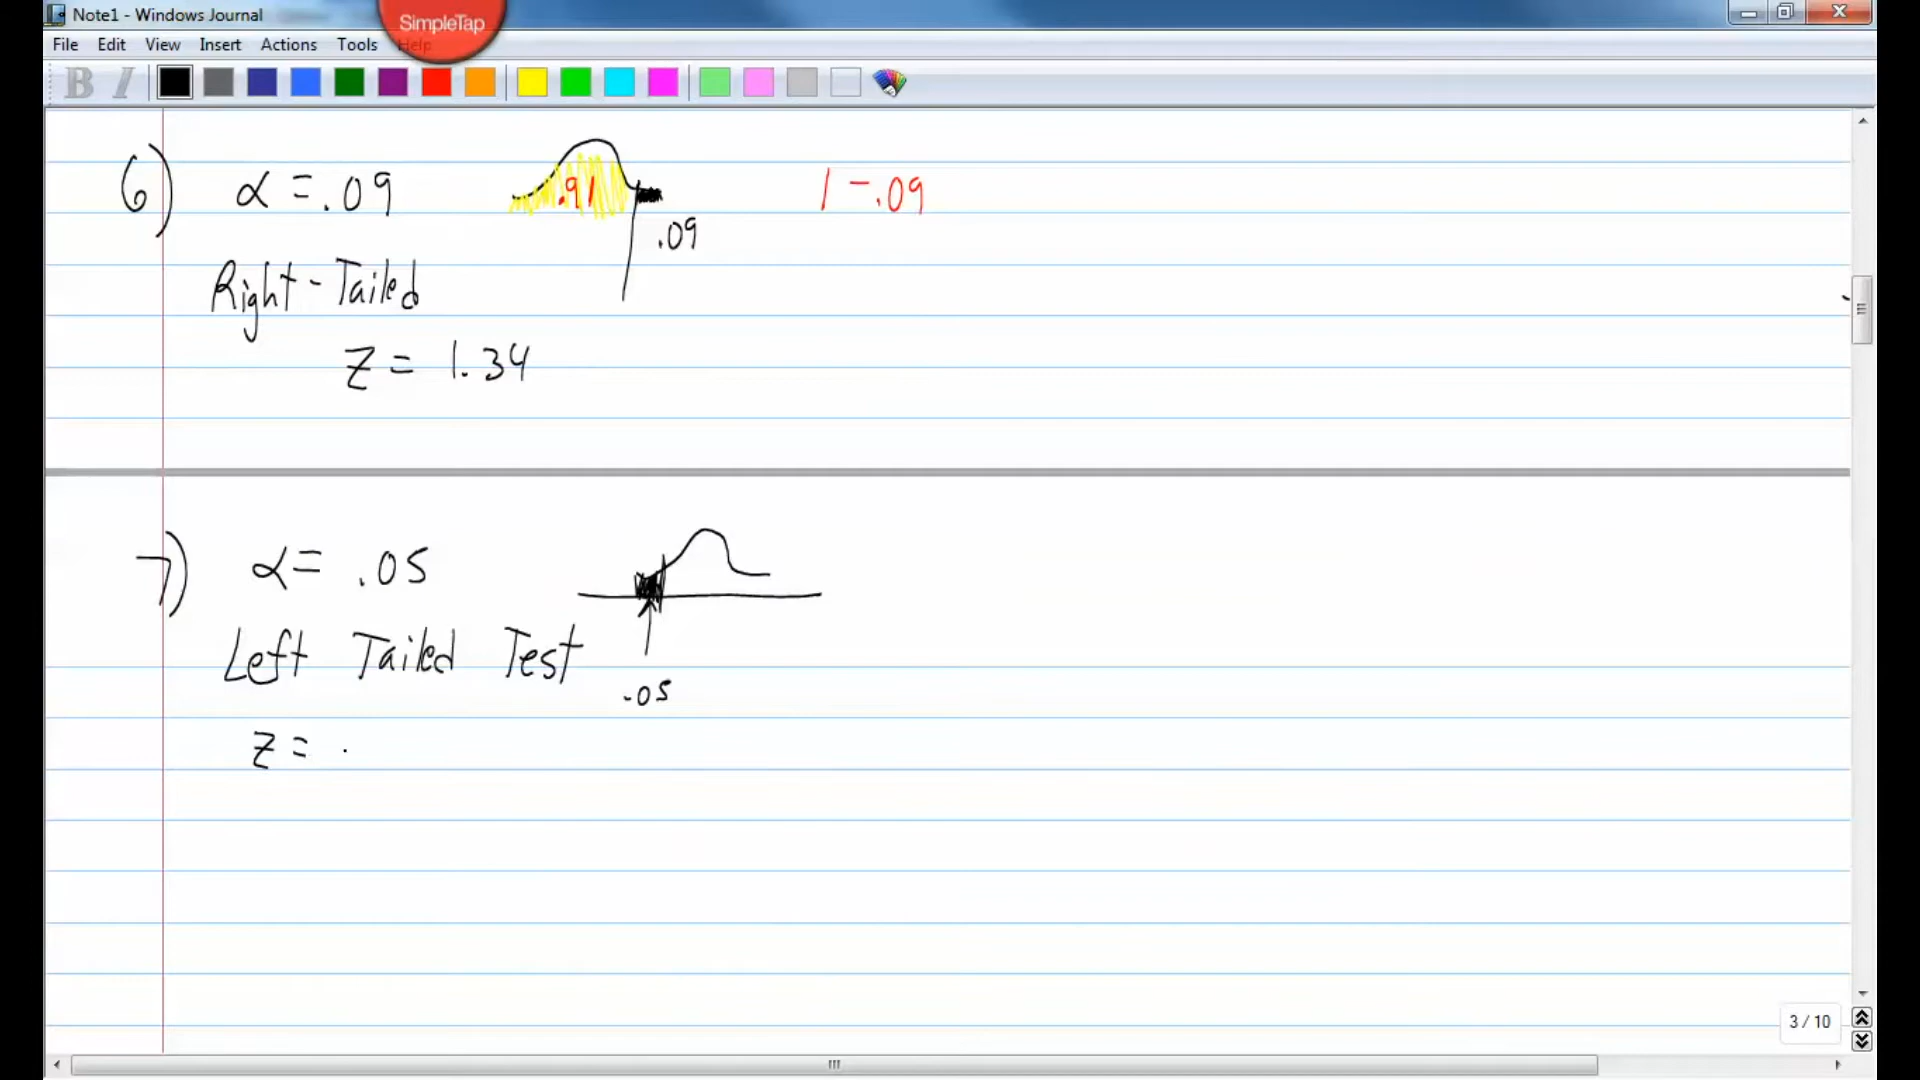 Note1 - Windows Journal
SimpleTap
File Edit View Insert Actions Tools Help
B I
6) α = .09 .91 1 - .09
.09
Right - Tailed
z = 1.34
7) α = .05
Left Tailed Test
.05
z = .
3 / 10